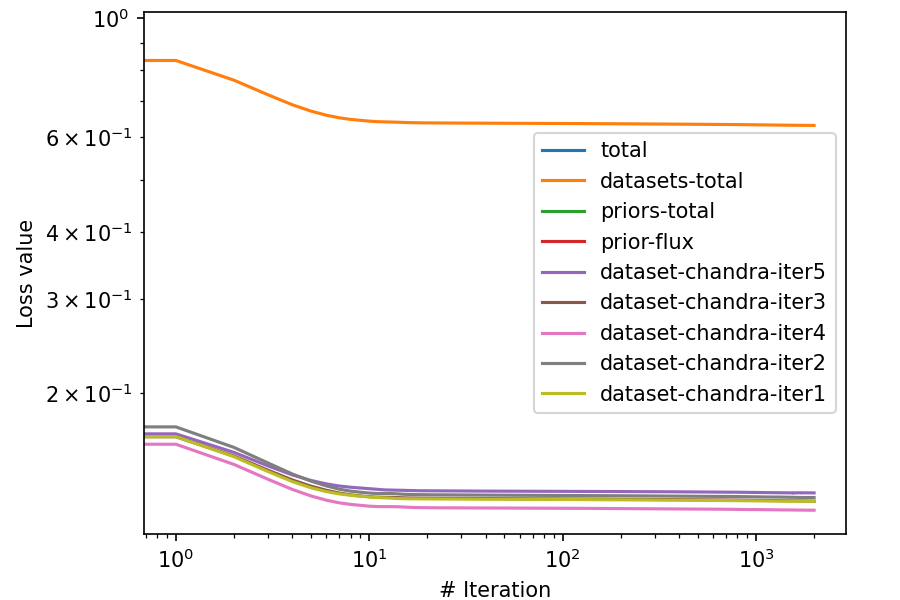 10⁰
6 × 10⁻¹
4 × 10⁻¹
3 × 10⁻¹
2 × 10⁻¹
Loss value
total
datasets-total
priors-total
prior-flux
dataset-chandra-iter5
dataset-chandra-iter3
dataset-chandra-iter4
dataset-chandra-iter2
dataset-chandra-iter1
10⁰ 10¹ 10² 10³
# Iteration